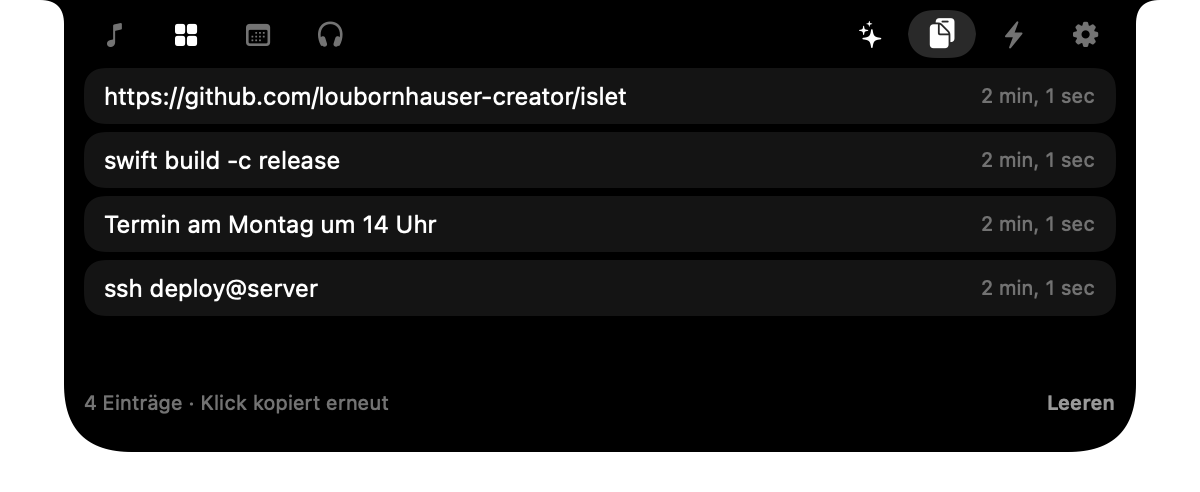 https://github.com/loubornhauser-creator/islet 2 min, 1 sec
swift build -c release 2 min, 1 sec
Termin am Montag um 14 Uhr 2 min, 1 sec
ssh deploy@server 2 min, 1 sec
4 Einträge · Klick kopiert erneut Leeren